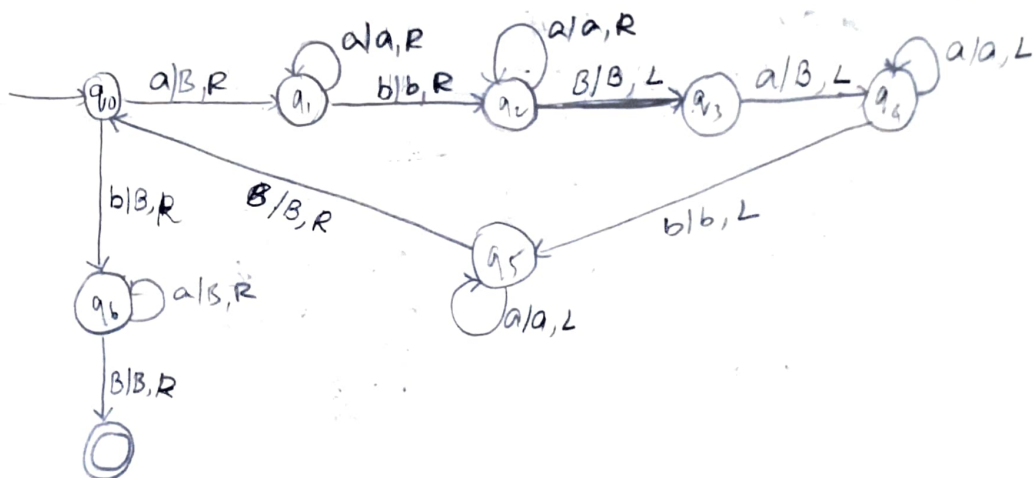 a/a, R
a/a, R
a/a, L
q0
a/B, R
q1
b/b, R
q2
B/B, L
q3
a/B, L
q4
b/B, R
B/B, R
b/b, L
q5
q6
a/B, R
a/a, L
B/B, R